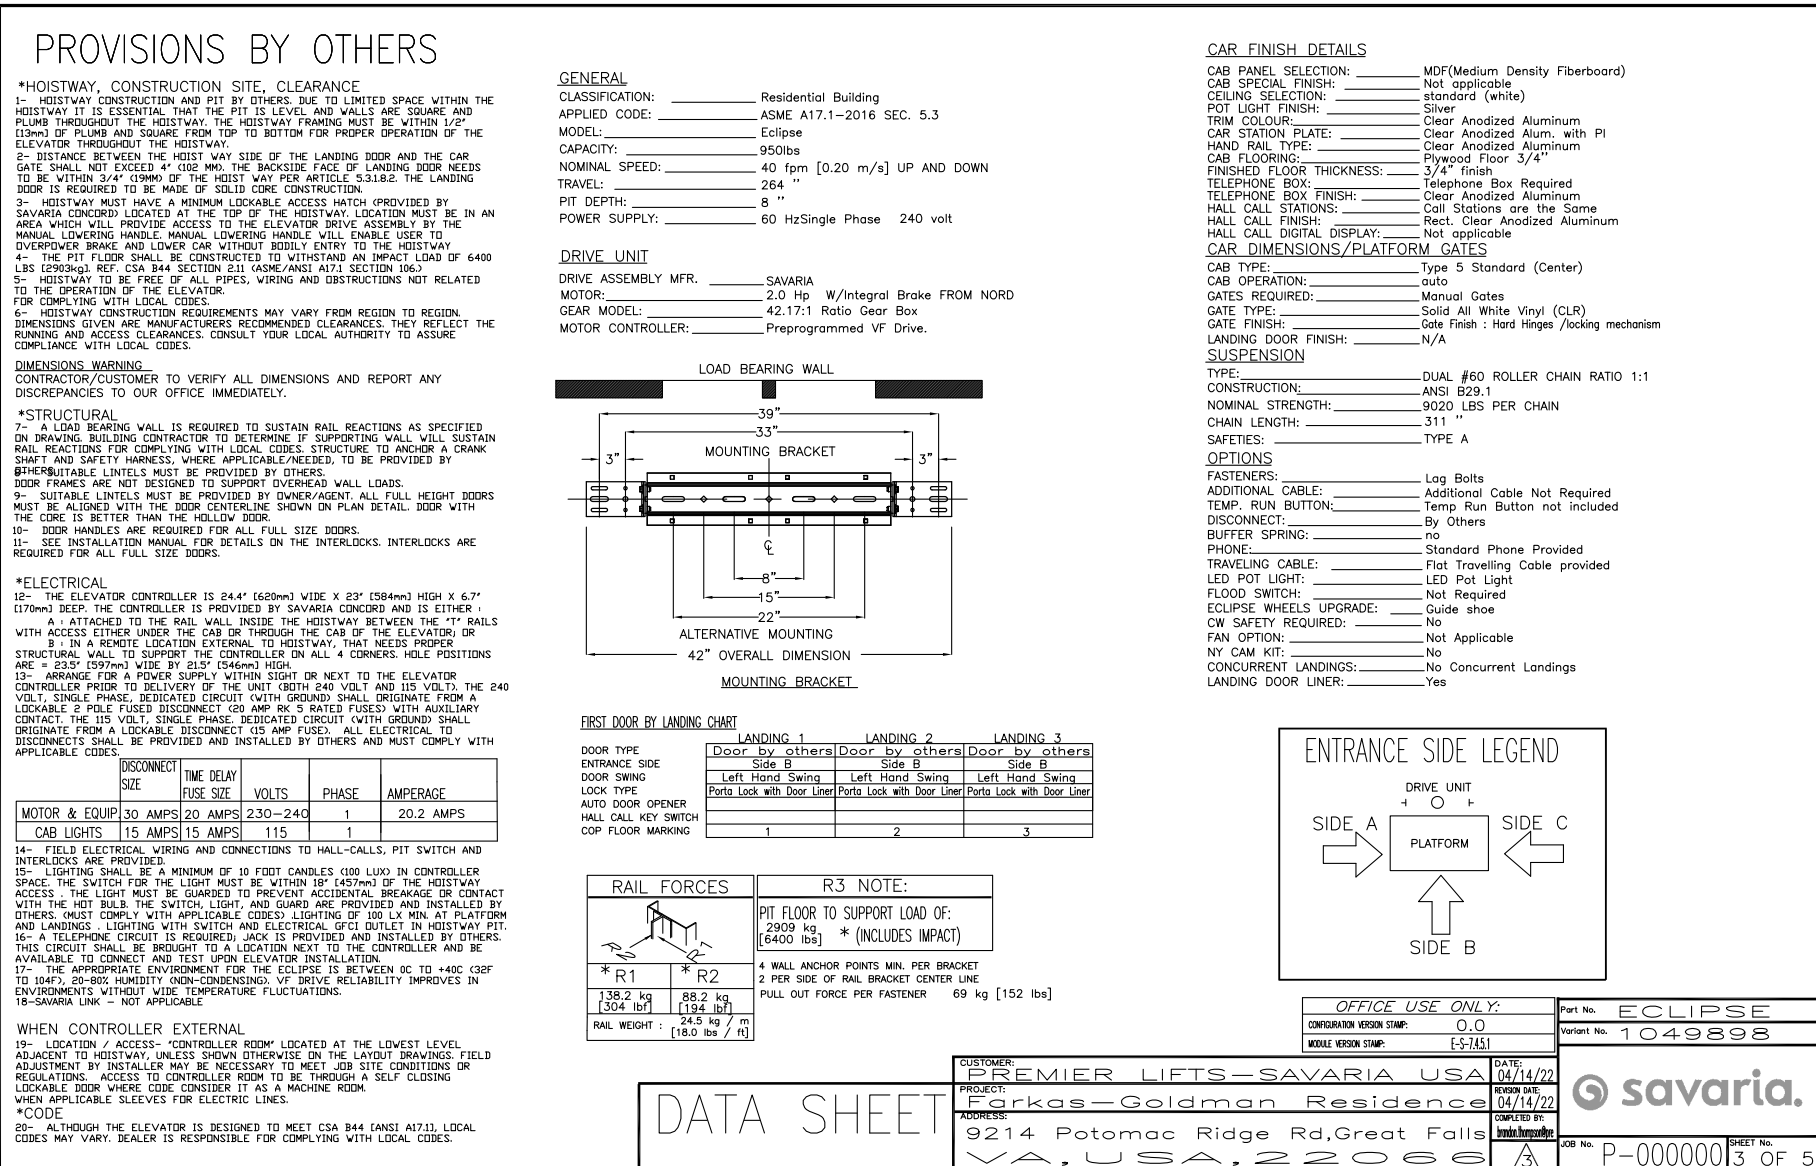 PROVISIONS BY OTHERS
*HOISTWAY, CONSTRUCTION SITE, CLEARANCE
1- HOISTWAY CONSTRUCTION AND PIT BY OTHERS. DUE TO LIMITED SPACE WITHIN THE
HOISTWAY IT IS ESSENTIAL THAT THE PIT IS LEVEL AND WALLS ARE SQUARE AND
PLUMB THROUGHOUT THE HOISTWAY. THE HOISTWAY FRAMING MUST BE WITHIN 1/2"
[13mm] OF PLUMB AND SQUARE FROM TOP TO BOTTOM FOR PROPER OPERATION OF THE
ELEVATOR THROUGHOUT THE HOISTWAY.
2- DISTANCE BETWEEN THE HOIST WAY SIDE OF THE LANDING DOOR AND THE CAR
GATE SHALL NOT EXCEED 4" (102 MM). THE BACKSIDE FACE OF LANDING DOOR NEEDS
TO BE WITHIN 3/4" (19MM) OF THE HOIST WAY PER ARTICLE 5.3.1.8.2. THE LANDING
DOOR IS REQUIRED TO BE MADE OF SOLID CORE CONSTRUCTION.
3- HOISTWAY MUST HAVE A MINIMUM LOCKABLE ACCESS HATCH (PROVIDED BY
SAVARIA CONCORD) LOCATED AT THE TOP OF THE HOISTWAY. LOCATION MUST BE IN AN
AREA WHICH WILL PROVIDE ACCESS TO THE ELEVATOR DRIVE ASSEMBLY BY THE
MANUAL LOWERING HANDLE. MANUAL LOWERING HANDLE WILL ENABLE USER TO
OVERPOWER BRAKE AND LOWER CAR WITHOUT BODILY ENTRY TO THE HOISTWAY
4- THE PIT FLOOR SHALL BE CONSTRUCTED TO WITHSTAND AN IMPACT LOAD OF 6400
LBS [2903kg]. REF. CSA B44 SECTION 2.11 (ASME/ANSI A17.1 SECTION 106.)
5- HOISTWAY TO BE FREE OF ALL PIPES, WIRING AND OBSTRUCTIONS NOT RELATED
TO THE OPERATION OF THE ELEVATOR.
FOR COMPLYING WITH LOCAL CODES.
6- HOISTWAY CONSTRUCTION REQUIREMENTS MAY VARY FROM REGION TO REGION.
DIMENSIONS GIVEN ARE MANUFACTURERS RECOMMENDED CLEARANCES. THEY REFLECT THE
RUNNING AND ACCESS CLEARANCES. CONSULT YOUR LOCAL AUTHORITY TO ASSURE
COMPLIANCE WITH LOCAL CODES.
DIMENSIONS WARNING
CONTRACTOR/CUSTOMER TO VERIFY ALL DIMENSIONS AND REPORT ANY
DISCREPANCIES TO OUR OFFICE IMMEDIATELY.
*STRUCTURAL
7- A LOAD BEARING WALL IS REQUIRED TO SUSTAIN RAIL REACTIONS AS SPECIFIED
ON DRAWING. BUILDING CONTRACTOR TO DETERMINE IF SUPPORTING WALL WILL SUSTAIN
RAIL REACTIONS FOR COMPLYING WITH LOCAL CODES. STRUCTURE TO ANCHOR A CRANK
SHAFT AND SAFETY HARNESS, WHERE APPLICABLE/NEEDED, TO BE PROVIDED BY
OTHERS
SUITABLE LINTELS MUST BE PROVIDED BY OTHERS.
DOOR FRAMES ARE NOT DESIGNED TO SUPPORT OVERHEAD WALL LOADS.
9- SUITABLE LINTELS MUST BE PROVIDED BY OWNER/AGENT. ALL FULL HEIGHT DOORS
MUST BE ALIGNED WITH THE DOOR CENTERLINE SHOWN ON PLAN DETAIL. DOOR WITH
THE CORE IS BETTER THAN THE HOLLOW DOOR.
10- DOOR HANDLES ARE REQUIRED FOR ALL FULL SIZE DOORS.
11- SEE INSTALLATION MANUAL FOR DETAILS ON THE INTERLOCKS. INTERLOCKS ARE
REQUIRED FOR ALL FULL SIZE DOORS.
*ELECTRICAL
12- THE ELEVATOR CONTROLLER IS 24.4" [620mm] WIDE X 23" [584mm] HIGH X 6.7"
[170mm] DEEP. THE CONTROLLER IS PROVIDED BY SAVARIA CONCORD AND IS EITHER :
A : ATTACHED TO THE RAIL WALL INSIDE THE HOISTWAY BETWEEN THE "T" RAILS
WITH ACCESS EITHER UNDER THE CAB OR THROUGH THE CAB OF THE ELEVATOR; OR
B : IN A REMOTE LOCATION EXTERNAL TO HOISTWAY, THAT NEEDS PROPER
STRUCTURAL WALL TO SUPPORT THE CONTROLLER ON ALL 4 CORNERS. HOLE POSITIONS
ARE = 23.5" [597mm] WIDE BY 21.5" [546mm] HIGH.
13- ARRANGE FOR A POWER SUPPLY WITHIN SIGHT OR NEXT TO THE ELEVATOR
CONTROLLER PRIOR TO DELIVERY OF THE UNIT (BOTH 240 VOLT AND 115 VOLT). THE 240
VOLT, SINGLE PHASE, DEDICATED CIRCUIT (WITH GROUND) SHALL ORIGINATE FROM A
LOCKABLE 2 POLE FUSED DISCONNECT (20 AMP RK 5 RATED FUSES) WITH AUXILIARY
CONTACT. THE 115 VOLT, SINGLE PHASE. DEDICATED CIRCUIT (WITH GROUND) SHALL
ORIGINATE FROM A LOCKABLE DISCONNECT (15 AMP FUSE). ALL ELECTRICAL TO
DISCONNECTS SHALL BE PROVIDED AND INSTALLED BY OTHERS AND MUST COMPLY WITH
APPLICABLE CODES.
DISCONNECT SIZE TIME DELAY FUSE SIZE VOLTS PHASE AMPERAGE
MOTOR & EQUIP. 30 AMPS 20 AMPS 230-240 1 20.2 AMPS
CAB LIGHTS 15 AMPS 15 AMPS 115 1
14- FIELD ELECTRICAL WIRING AND CONNECTIONS TO HALL-CALLS, PIT SWITCH AND
INTERLOCKS ARE PROVIDED.
15- LIGHTING SHALL BE A MINIMUM OF 10 FOOT CANDLES (100 LUX) IN CONTROLLER
SPACE. THE SWITCH FOR THE LIGHT MUST BE WITHIN 18" [457mm] OF THE HOISTWAY
ACCESS . THE LIGHT MUST BE GUARDED TO PREVENT ACCIDENTAL BREAKAGE OR CONTACT
WITH THE HOT BULB. THE SWITCH, LIGHT, AND GUARD ARE PROVIDED AND INSTALLED BY
OTHERS. (MUST COMPLY WITH APPLICABLE CODES) .LIGHTING OF 100 LX MIN. AT PLATFORM
AND LANDINGS . LIGHTING WITH SWITCH AND ELECTRICAL GFCI OUTLET IN HOISTWAY PIT.
16- A TELEPHONE CIRCUIT IS REQUIRED; JACK IS PROVIDED AND INSTALLED BY OTHERS.
THIS CIRCUIT SHALL BE BROUGHT TO A LOCATION NEXT TO THE CONTROLLER AND BE
AVAILABLE TO CONNECT AND TEST UPON ELEVATOR INSTALLATION.
17- THE APPROPRIATE ENVIRONMENT FOR THE ECLIPSE IS BETWEEN 0C TO +40C (32F
TO 104F), 20-80% HUMIDITY (NON-CONDENSING). VF DRIVE RELIABILITY IMPROVES IN
ENVIRONMENTS WITHOUT WIDE TEMPERATURE FLUCTUATIONS.
18-SAVARIA LINK - NOT APPLICABLE
WHEN CONTROLLER EXTERNAL
19- LOCATION / ACCESS- "CONTROLLER ROOM" LOCATED AT THE LOWEST LEVEL
ADJACENT TO HOISTWAY, UNLESS SHOWN OTHERWISE ON THE LAYOUT DRAWINGS. FIELD
ADJUSTMENT BY INSTALLER MAY BE NECESSARY TO MEET JOB SITE CONDITIONS OR
REGULATIONS. ACCESS TO CONTROLLER ROOM TO BE THROUGH A SELF CLOSING
LOCKABLE DOOR WHERE CODE CONSIDER IT AS A MACHINE ROOM.
WHEN APPLICABLE SLEEVES FOR ELECTRIC LINES.
*CODE
20- ALTHOUGH THE ELEVATOR IS DESIGNED TO MEET CSA B44 [ANSI A17.1], LOCAL
CODES MAY VARY. DEALER IS RESPONSIBLE FOR COMPLYING WITH LOCAL CODES.
GENERAL
CLASSIFICATION: Residential Building
APPLIED CODE: ASME A17.1-2016 SEC. 5.3
MODEL: Eclipse
CAPACITY: 950lbs
NOMINAL SPEED: 40 fpm [0.20 m/s] UP AND DOWN
TRAVEL: 264 "
PIT DEPTH: 8 "
POWER SUPPLY: 60 HzSingle Phase 240 volt
DRIVE UNIT
DRIVE ASSEMBLY MFR. SAVARIA
MOTOR: 2.0 Hp W/Integral Brake FROM NORD
GEAR MODEL: 42.17:1 Ratio Gear Box
MOTOR CONTROLLER: Preprogrammed VF Drive.
LOAD BEARING WALL
39"
33"
MOUNTING BRACKET
3" 3"
℄
8"
15"
22"
ALTERNATIVE MOUNTING
42" OVERALL DIMENSION
MOUNTING BRACKET
FIRST DOOR BY LANDING CHART
LANDING 1 LANDING 2 LANDING 3
DOOR TYPE Door by others Door by others Door by others
ENTRANCE SIDE Side B Side B Side B
DOOR SWING Left Hand Swing Left Hand Swing Left Hand Swing
LOCK TYPE Porta Lock with Door Liner Porta Lock with Door Liner Porta Lock with Door Liner
AUTO DOOR OPENER
HALL CALL KEY SWITCH
COP FLOOR MARKING 1 2 3
RAIL FORCES
R2 R1
* R1 * R2
138.2 kg 88.2 kg
[304 lbf] [194 lbf]
RAIL WEIGHT : 24.5 kg / m
[18.0 lbs / ft]
R3 NOTE:
PIT FLOOR TO SUPPORT LOAD OF:
2909 kg
[6400 lbs] * (INCLUDES IMPACT)
4 WALL ANCHOR POINTS MIN. PER BRACKET
2 PER SIDE OF RAIL BRACKET CENTER LINE
PULL OUT FORCE PER FASTENER 69 kg [152 lbs]
CAR FINISH DETAILS
CAB PANEL SELECTION: MDF(Medium Density Fiberboard)
CAB SPECIAL FINISH: Not applicable
CEILING SELECTION: standard (white)
POT LIGHT FINISH: Silver
TRIM COLOUR: Clear Anodized Aluminum
CAR STATION PLATE: Clear Anodized Alum. with PI
HAND RAIL TYPE: Clear Anodized Aluminum
CAB FLOORING: Plywood Floor 3/4"
FINISHED FLOOR THICKNESS: 3/4" finish
TELEPHONE BOX: Telephone Box Required
TELEPHONE BOX FINISH: Clear Anodized Aluminum
HALL CALL STATIONS: Call Stations are the Same
HALL CALL FINISH: Rect. Clear Anodized Aluminum
HALL CALL DIGITAL DISPLAY: Not applicable
CAR DIMENSIONS/PLATFORM GATES
CAB TYPE: Type 5 Standard (Center)
CAB OPERATION: auto
GATES REQUIRED: Manual Gates
GATE TYPE: Solid All White Vinyl (CLR)
GATE FINISH: Gate Finish : Hard Hinges /locking mechanism
LANDING DOOR FINISH: N/A
SUSPENSION
TYPE: DUAL #60 ROLLER CHAIN RATIO 1:1
CONSTRUCTION: ANSI B29.1
NOMINAL STRENGTH: 9020 LBS PER CHAIN
CHAIN LENGTH: 311 "
SAFETIES: TYPE A
OPTIONS
FASTENERS: Lag Bolts
ADDITIONAL CABLE: Additional Cable Not Required
TEMP. RUN BUTTON: Temp Run Button not included
DISCONNECT: By Others
BUFFER SPRING: no
PHONE: Standard Phone Provided
TRAVELING CABLE: Flat Travelling Cable provided
LED POT LIGHT: LED Pot Light
FLOOD SWITCH: Not Required
ECLIPSE WHEELS UPGRADE: Guide shoe
CW SAFETY REQUIRED: No
FAN OPTION: Not Applicable
NY CAM KIT: No
CONCURRENT LANDINGS: No Concurrent Landings
LANDING DOOR LINER: Yes
ENTRANCE SIDE LEGEND
DRIVE UNIT
SIDE A SIDE C
PLATFORM
SIDE B
OFFICE USE ONLY:
CONFIGURATION VERSION STAMP: 0.0
MODULE VERSION STAMP: E-S-7.4.5.1
Part No. ECLIPSE
Variant No. 1049898
DATA SHEET
CUSTOMER:
PREMIER LIFTS-SAVARIA USA
PROJECT:
Farkas-Goldman Residence
ADDRESS:
9214 Potomac Ridge Rd,Great Falls
VA,USA,22066
DATE:
04/14/22
REVISION DATE:
04/14/22
COMPLETED BY:
brandon.thompson@pre
3
savaria.
JOB No. P-000000
SHEET No.
3 OF 5